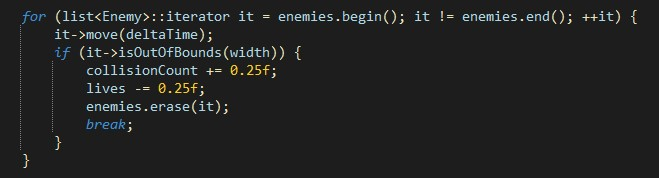 for (list<Enemy>::iterator it = enemies.begin(); it != enemies.end(); ++it) {
    it->move(deltaTime);
    if (it->isOutOfBounds(width)) {
        collisionCount += 0.25f;
        lives -= 0.25f;
        enemies.erase(it);
        break;
    }
}